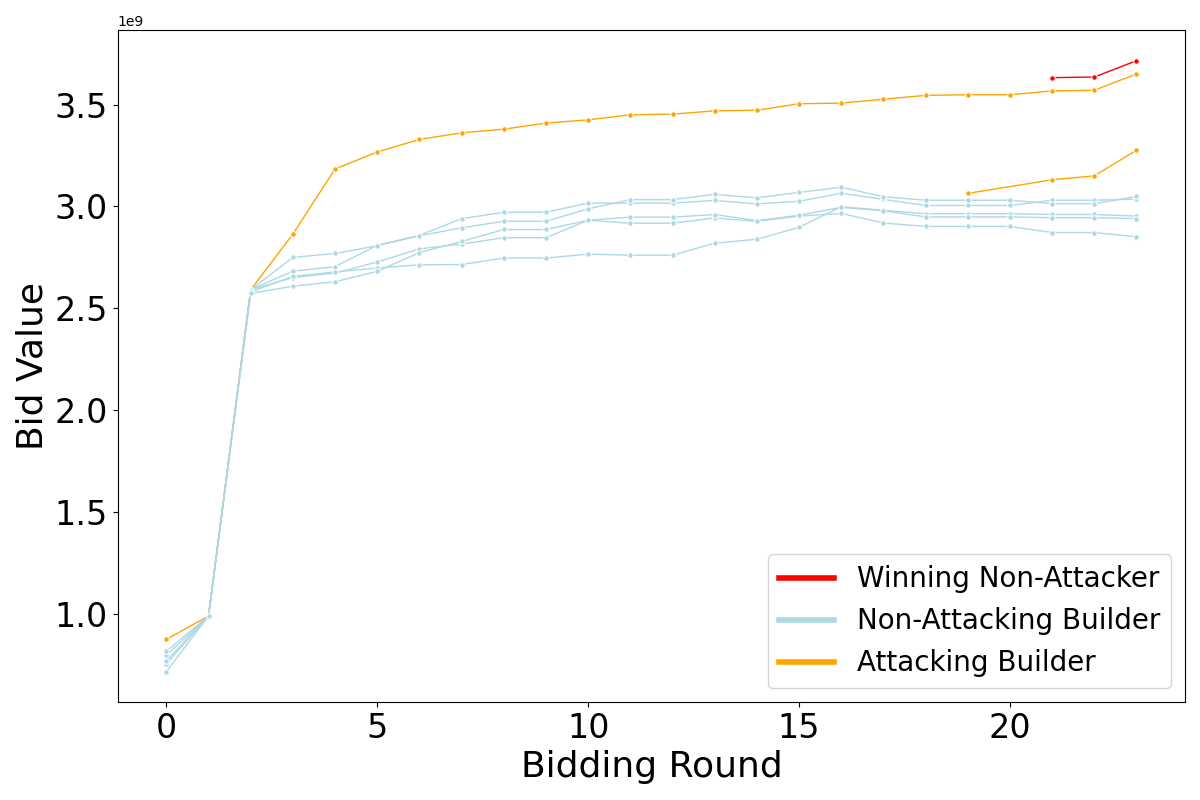 1e9
3.5
3.0
2.5
2.0
1.5
1.0
Bid Value
Winning Non-Attacker
Non-Attacking Builder
Attacking Builder
0 5 10 15 20
Bidding Round